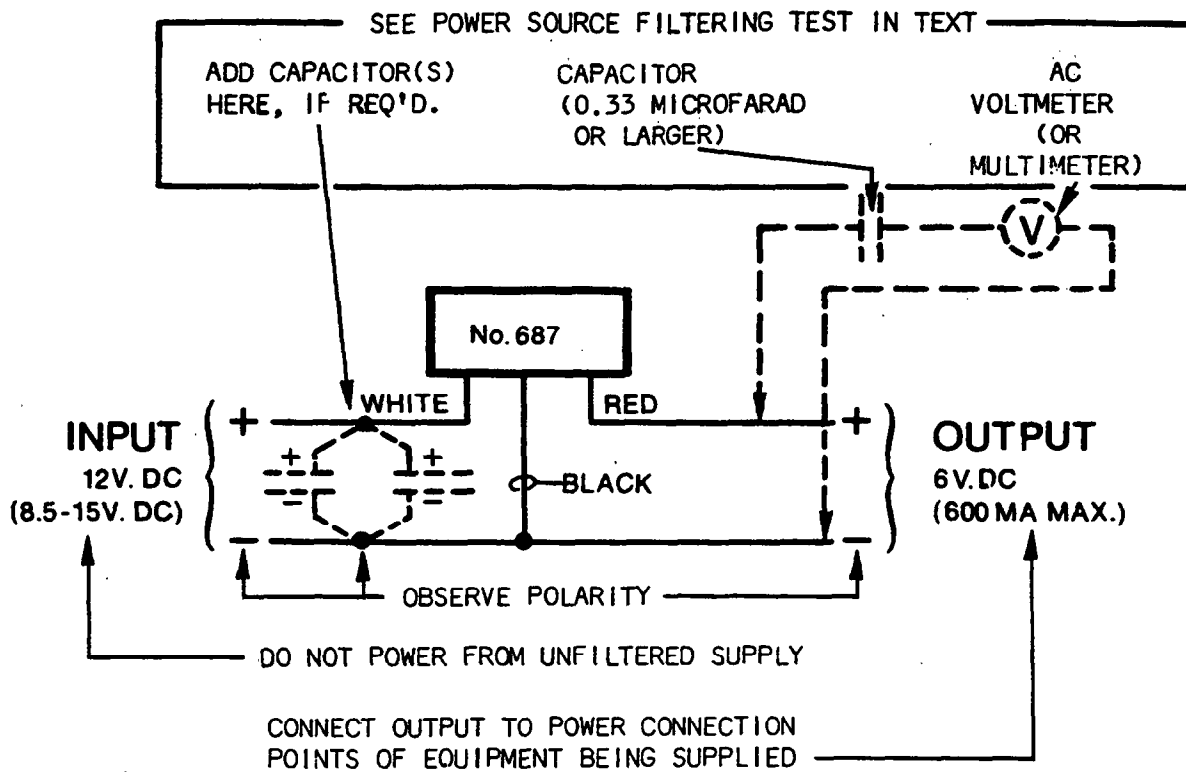 SEE POWER SOURCE FILTERING TEST IN TEXT
ADD CAPACITOR(S)
HERE, IF REQ'D.
CAPACITOR
(0.33 MICROFARAD
OR LARGER)
AC
VOLTMETER
(OR
MULTIMETER)
V
No. 687
WHITE
RED
INPUT
12V. DC
(8.5-15V. DC)
+
+
+
+
BLACK
OUTPUT
6V. DC
(600 MA MAX.)
−
=
−
−
OBSERVE POLARITY
DO NOT POWER FROM UNFILTERED SUPPLY
CONNECT OUTPUT TO POWER CONNECTION
POINTS OF EQUIPMENT BEING SUPPLIED